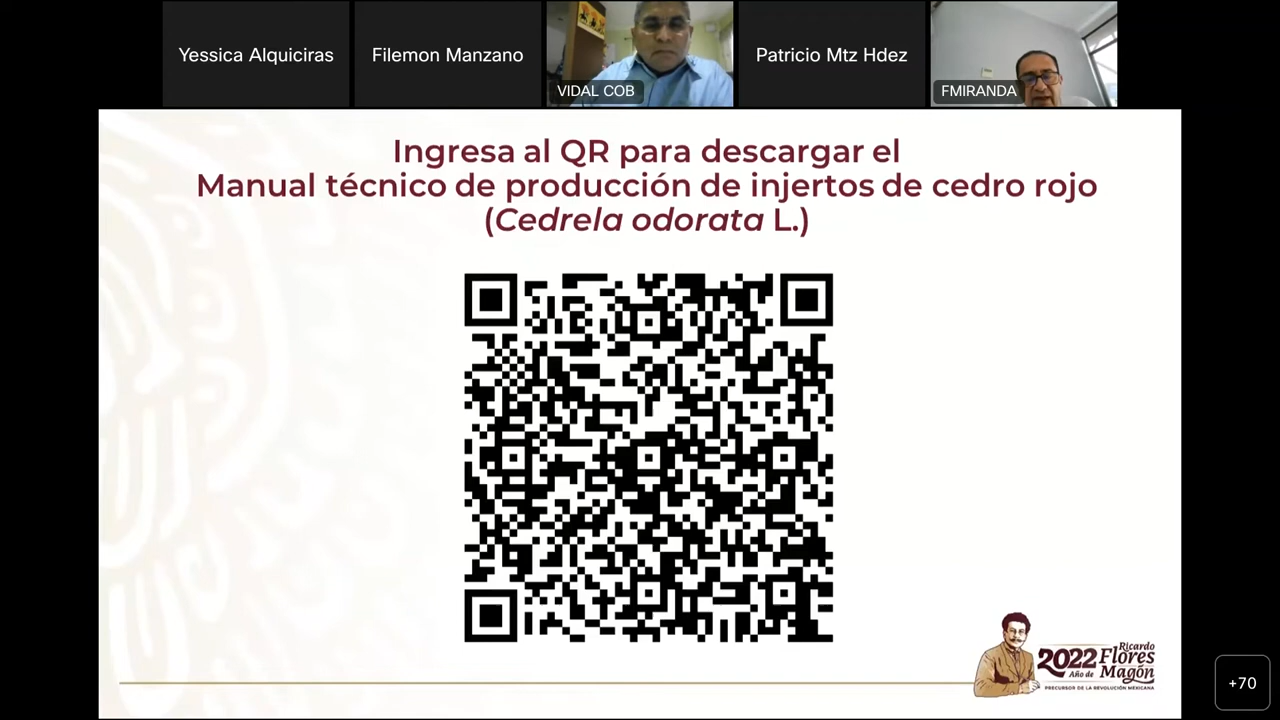 Yessica Alquiciras
Filemon Manzano
VIDAL COB
Patricio Mtz Hdez
FMIRANDA
Ingresa al QR para descargar el
Manual técnico de producción de injertos de cedro rojo
(Cedrela odorata L.)
2022
Año de
Ricardo
Flores
Magón
PRECURSOR DE LA REVOLUCIÓN MEXICANA
+70